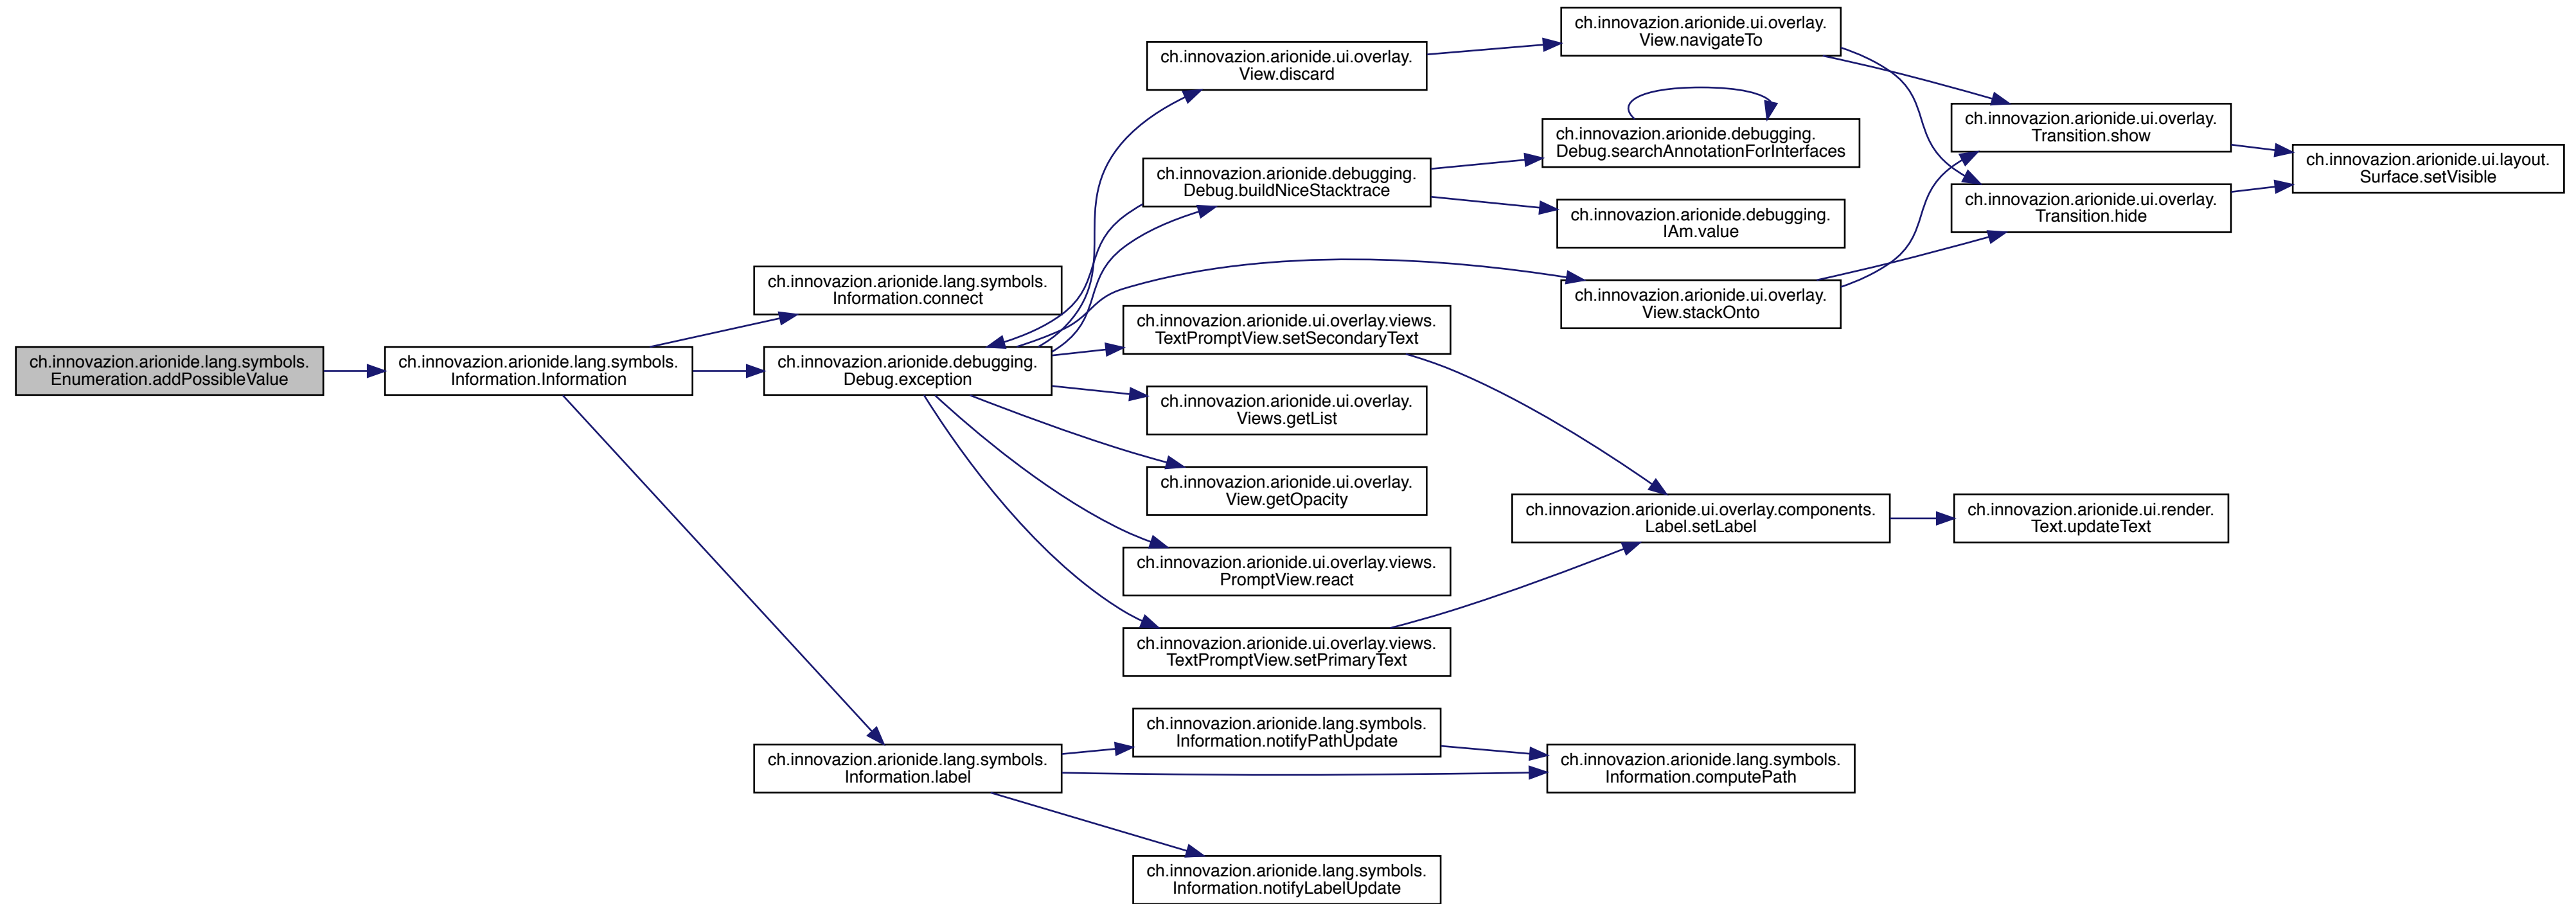 ch.innovazion.arionide.lang.symbols.
Enumeration.addPossibleValue
ch.innovazion.arionide.lang.symbols.
Information.Information
ch.innovazion.arionide.lang.symbols.
Information.connect
ch.innovazion.arionide.debugging.
Debug.exception
ch.innovazion.arionide.lang.symbols.
Information.label
ch.innovazion.arionide.ui.overlay.
View.discard
ch.innovazion.arionide.debugging.
Debug.buildNiceStacktrace
ch.innovazion.arionide.ui.overlay.views.
TextPromptView.setSecondaryText
ch.innovazion.arionide.ui.overlay.
Views.getList
ch.innovazion.arionide.ui.overlay.
View.getOpacity
ch.innovazion.arionide.ui.overlay.views.
PromptView.react
ch.innovazion.arionide.ui.overlay.views.
TextPromptView.setPrimaryText
ch.innovazion.arionide.lang.symbols.
Information.notifyPathUpdate
ch.innovazion.arionide.lang.symbols.
Information.notifyLabelUpdate
ch.innovazion.arionide.ui.overlay.
View.navigateTo
ch.innovazion.arionide.debugging.
Debug.searchAnnotationForInterfaces
ch.innovazion.arionide.debugging.
IAm.value
ch.innovazion.arionide.ui.overlay.
View.stackOnto
ch.innovazion.arionide.ui.overlay.components.
Label.setLabel
ch.innovazion.arionide.lang.symbols.
Information.computePath
ch.innovazion.arionide.ui.overlay.
Transition.show
ch.innovazion.arionide.ui.overlay.
Transition.hide
ch.innovazion.arionide.ui.render.
Text.updateText
ch.innovazion.arionide.ui.layout.
Surface.setVisible